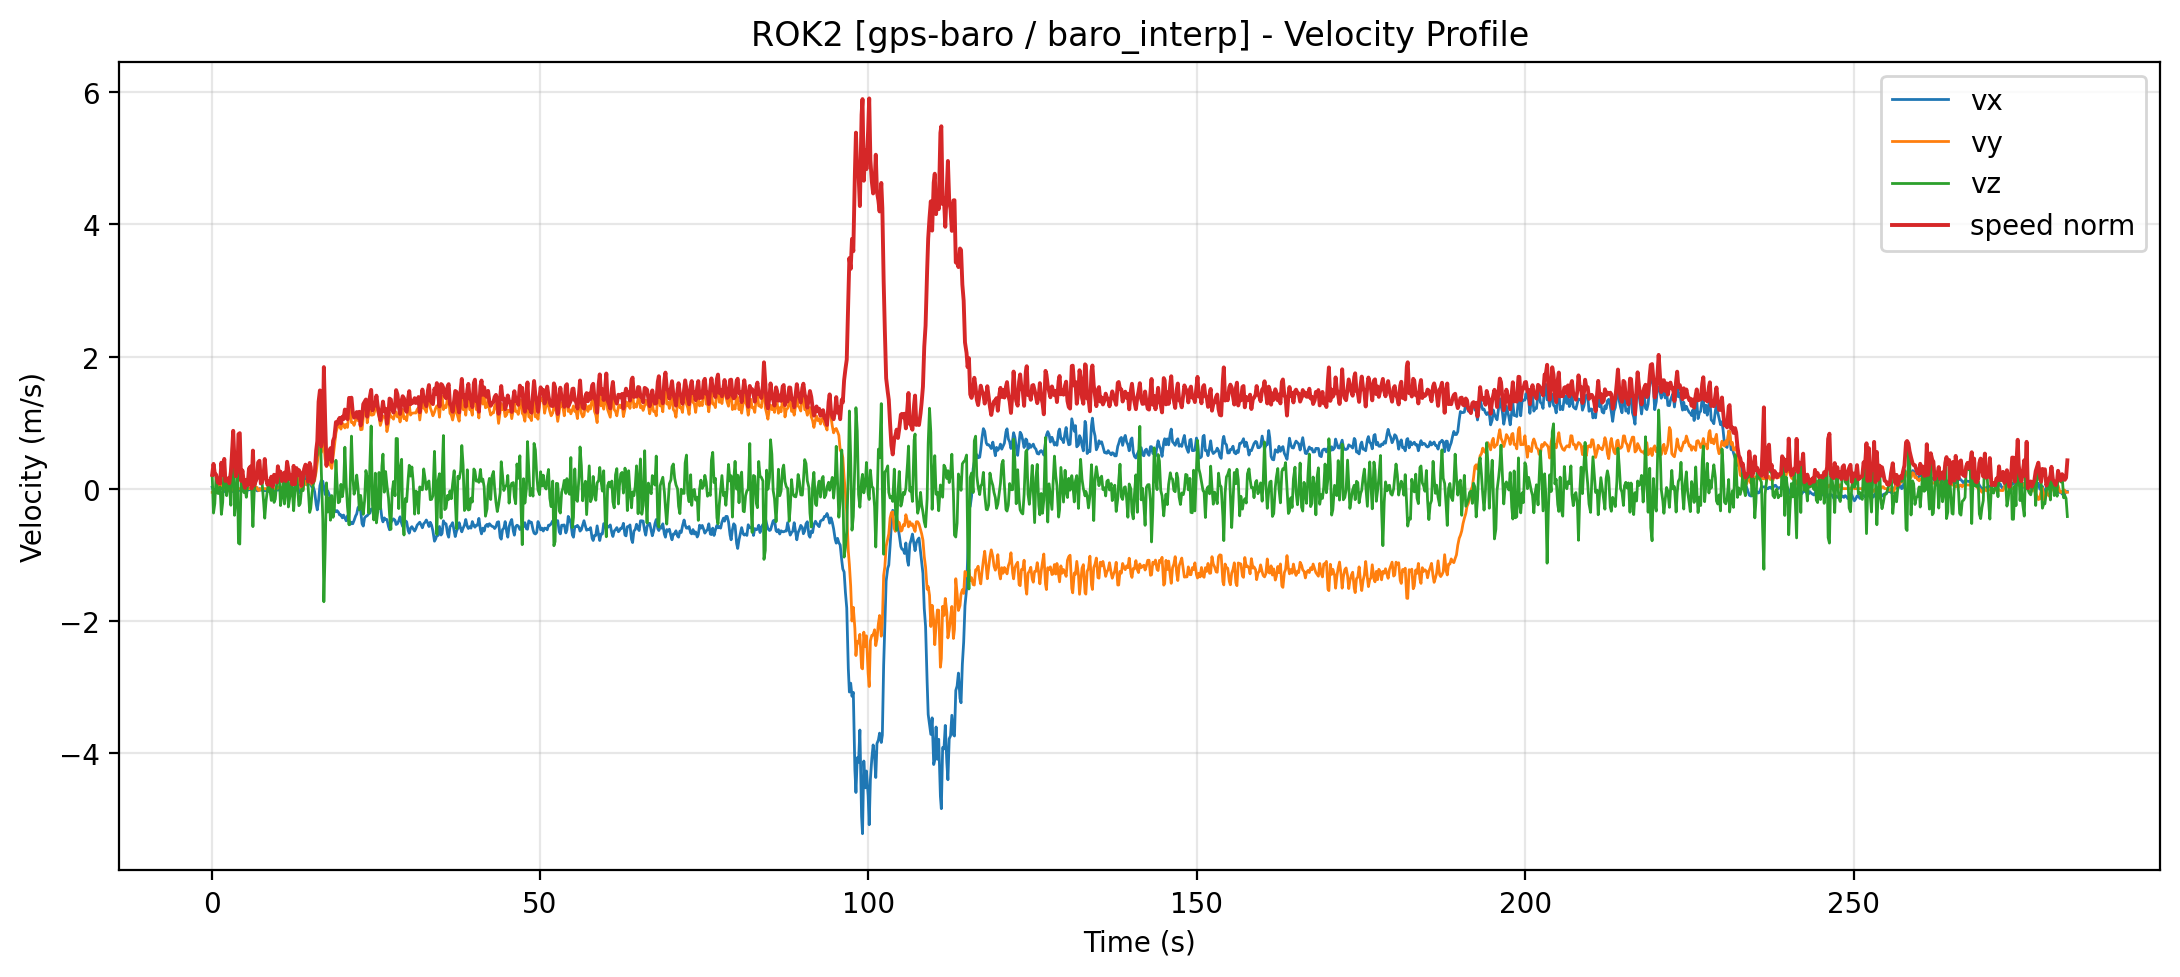 ROK2 [gps-baro / baro_interp] - Velocity Profile
vx
vy
vz
speed norm
Velocity (m/s)
6
4
2
0
−2
−4
0 50 100 150 200 250
Time (s)